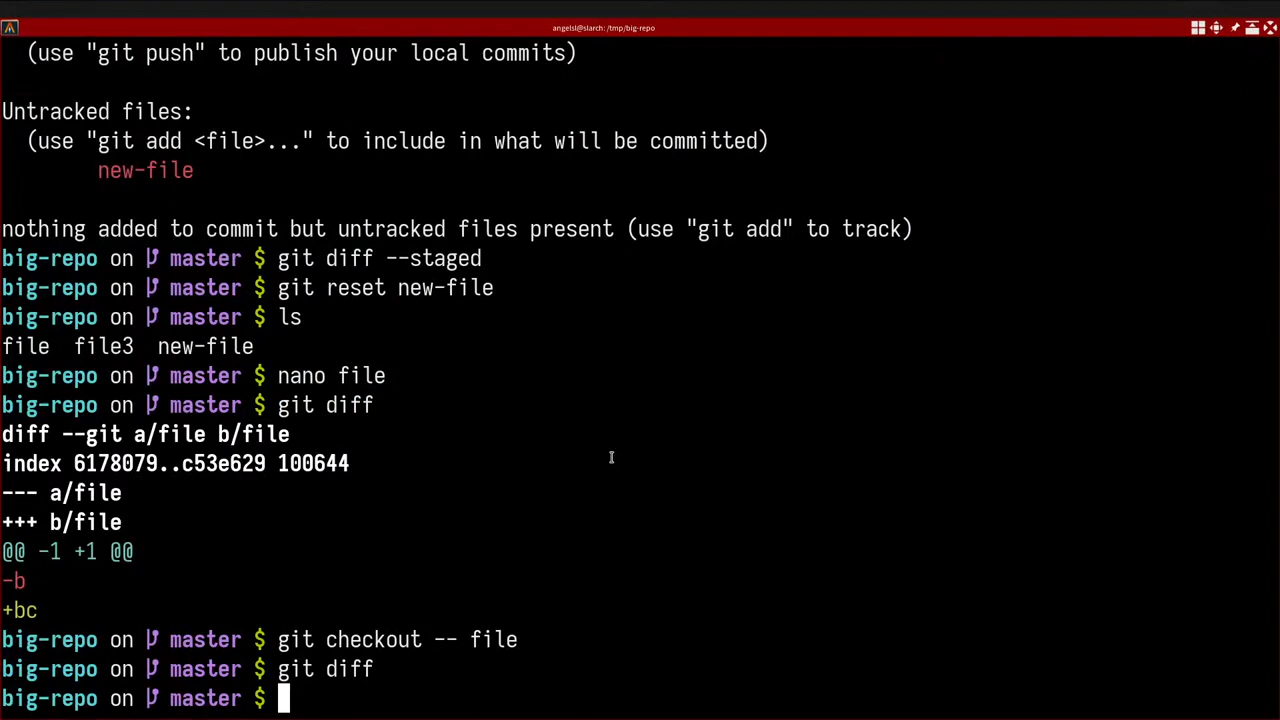 angelsl@slarch: /tmp/big-repo
(use "git push" to publish your local commits)
Untracked files:
(use "git add <file>..." to include in what will be committed)
new-file
nothing added to commit but untracked files present (use "git add" to track)
big-repo on master $ git diff --staged
big-repo on master $ git reset new-file
big-repo on master $ ls
file file3 new-file
big-repo on master $ nano file
big-repo on master $ git diff
diff --git a/file b/file
index 6178079..c53e629 100644
--- a/file
+++ b/file
@@ -1 +1 @@
-b
+bc
big-repo on master $ git checkout -- file
big-repo on master $ git diff
big-repo on master $